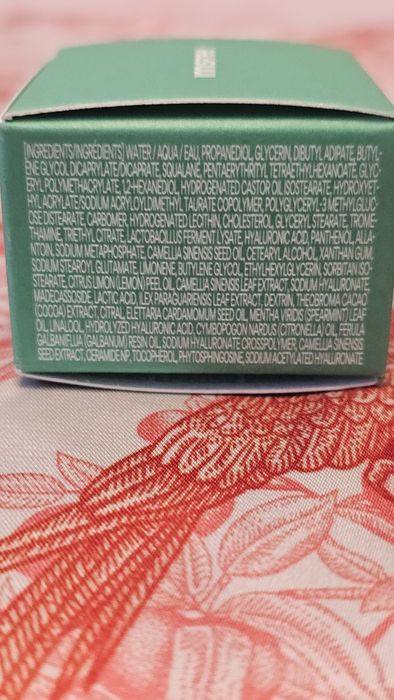 [INGREDIENTS/INGRÉDIENTS] WATER / AQUA / EAU, PROPANEDIOL, GLYCERIN, DIBUTYL ADIPATE, BUTYL-
ENE GLYCOL DICAPRYLATE/DICAPRATE, SQUALANE, PENTAERYTHRITYL TETRAETHYLHEXANOATE, GLYC-
ERYL POLYMETHACRYLATE, 1,2-HEXANEDIOL, HYDROGENATED CASTOR OIL ISOSTEARATE, HYDROXYET-
HYL ACRYLATE/SODIUM ACRYLOYLDIMETHYL TAURATE COPOLYMER, POLYGLYCERYL-3 METHYLGLUC-
OSE DISTEARATE, CARBOMER, HYDROGENATED LECITHIN, CHOLESTEROL, GLYCERYL STEARATE, TROME-
THAMINE, TRIETHYL CITRATE, LACTOBACILLUS FERMENT LYSATE, HYALURONIC ACID, PANTHENOL, ALLA-
NTOIN, SODIUM METAPHOSPHATE, CAMELLIA SINENSIS SEED OIL, CETEARYL ALCOHOL, XANTHAN GUM,
SODIUM STEAROYL GLUTAMATE, LIMONENE, BUTYLENE GLYCOL, ETHYLHEXYLGLYCERIN, SORBITAN ISO-
STEARATE, CITRUS LIMON (LEMON) PEEL OIL, CAMELLIA SINENSIS LEAF EXTRACT, SODIUM HYALURONATE,
MADECASSOSIDE, LACTIC ACID, ILEX PARAGUARIENSIS LEAF EXTRACT, DEXTRIN, THEOBROMA CACAO
(COCOA) EXTRACT, CITRAL, ELETTARIA CARDAMOMUM SEED OIL, MENTHA VIRIDIS (SPEARMINT) LEAF
OIL, LINALOOL, HYDROLYZED HYALURONIC ACID, CYMBOPOGON NARDUS (CITRONELLA) OIL, FERULA
GALBANIFLUA (GALBANUM) RESIN OIL, SODIUM HYALURONATE CROSSPOLYMER, CAMELLIA SINENSIS
SEED EXTRACT, CERAMIDE NP, TOCOPHEROL, PHYTOSPHINGOSINE, SODIUM ACETYLATED HYALURONATE